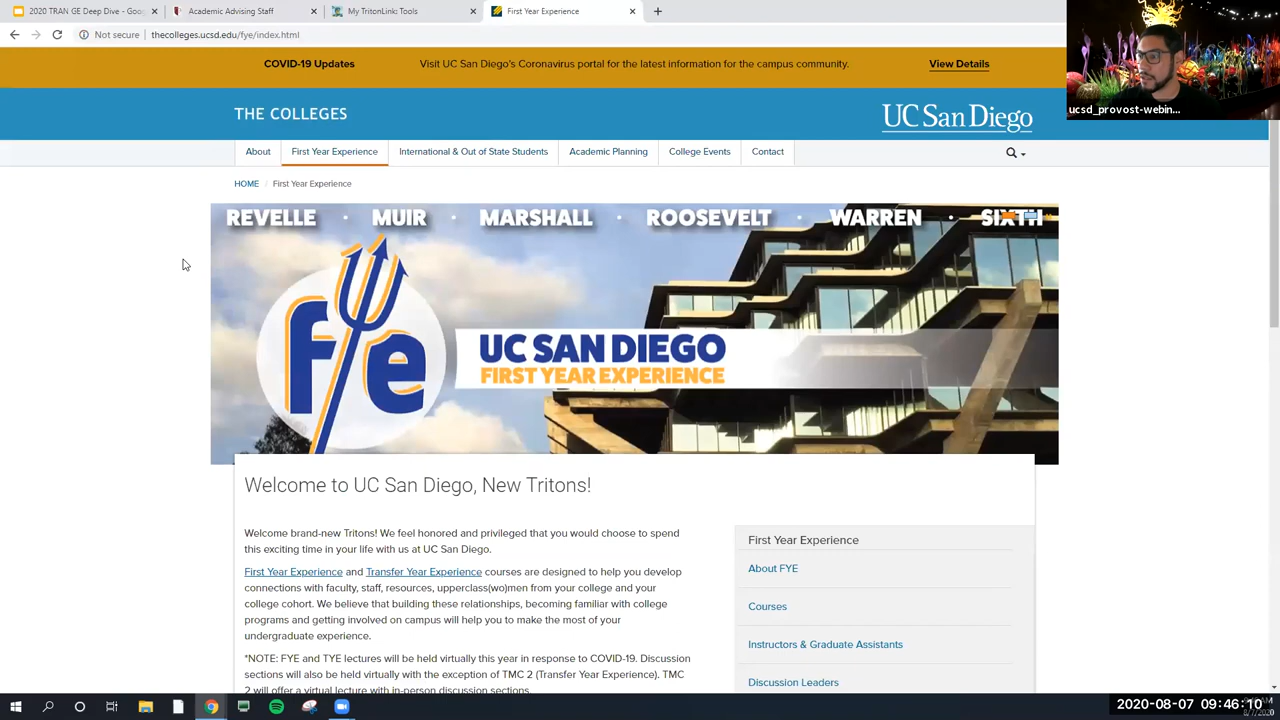 2020 TRAN GE Deep Dive - Goo
Academic Advising Staff
My TritonLink: Tools
First Year Experience
Not secure
thecolleges.ucsd.edu/fye/index.html
COVID-19 Updates
Visit UC San Diego's Coronavirus portal for the latest information for the campus community.
View Details
ucsd_provost-webin...
THE COLLEGES
UC San Diego
About
First Year Experience
International & Out of State Students
Academic Planning
College Events
Contact
HOME / First Year Experience
REVELLE • MUIR • MARSHALL • ROOSEVELT • WARREN • SIXTH
fye
UC SAN DIEGO
FIRST YEAR EXPERIENCE
Welcome to UC San Diego, New Tritons!
Welcome brand-new Tritons! We feel honored and privileged that you would choose to spend
this exciting time in your life with us at UC San Diego.
First Year Experience and Transfer Year Experience courses are designed to help you develop
connections with faculty, staff, resources, upperclass(wo)men from your college and your
college cohort. We believe that building these relationships, becoming familiar with college
programs and getting involved on campus will help you to make the most of your
undergraduate experience.
*NOTE: FYE and TYE lectures will be held virtually this year in response to COVID-19. Discussion
sections will also be held virtually with the exception of TMC 2 (Transfer Year Experience). TMC
2 will offer a virtual lecture with in-person discussion sections.
First Year Experience
About FYE
Courses
Instructors & Graduate Assistants
Discussion Leaders
2020-08-07 09:46:10
8/7/2020